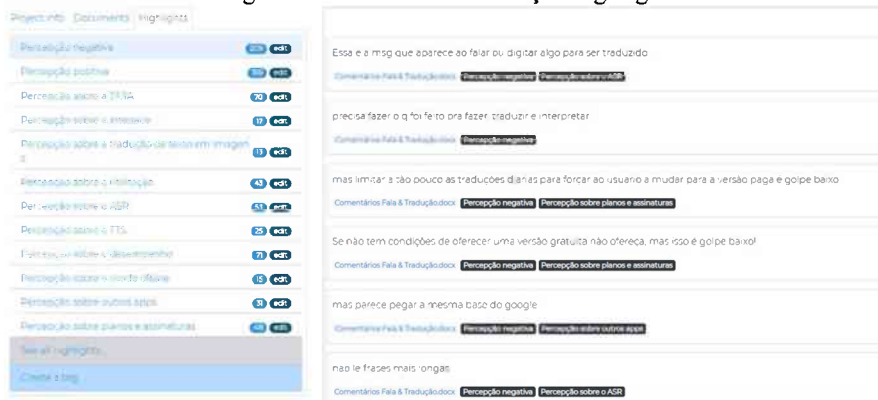 Project info Documents Highlights
Percepção negativa edit
Percepção positiva edit
Percepção sobre a 70 edit
Percepção sobre a interface 17 edit
Percepção sobre a tradução de texto em imagen
s 13 edit
Percepção sobre a 43 edit
Percepção sobre o ASR 53 edit
Percepção sobre o TTS 25 edit
Percepção sobre o desempenho 71 edit
Percepção sobre o modo offline 15 edit
Percepção sobre outros apps 31 edit
Percepção sobre planos e assinaturas edit
See all highlights
Create a tag
Essa é a msg que aparece ao falar ou digitar algo para ser traduzido
Comentários Fala & Tradução.docx Percepção negativa Percepção sobre o ASR
precisa fazer o q foi feito pra fazer, traduzir e interpretar
Comentários Fala & Tradução.docx Percepção negativa
mas limitar a tão pouco as traduções diárias para forçar ao usuário a mudar para a versão paga é golpe baixo
Comentários Fala & Tradução.docx Percepção negativa Percepção sobre planos e assinaturas
Se não tem condições de oferecer uma versão gratuita não ofereça, mas isso é golpe baixo!
Comentários Fala & Tradução.docx Percepção negativa Percepção sobre planos e assinaturas
mas parece pegar a mesma base do google
Comentários Fala & Tradução.docx Percepção negativa Percepção sobre outros apps
não lê frases mais longas
Comentários Fala & Tradução.docx Percepção negativa Percepção sobre o ASR